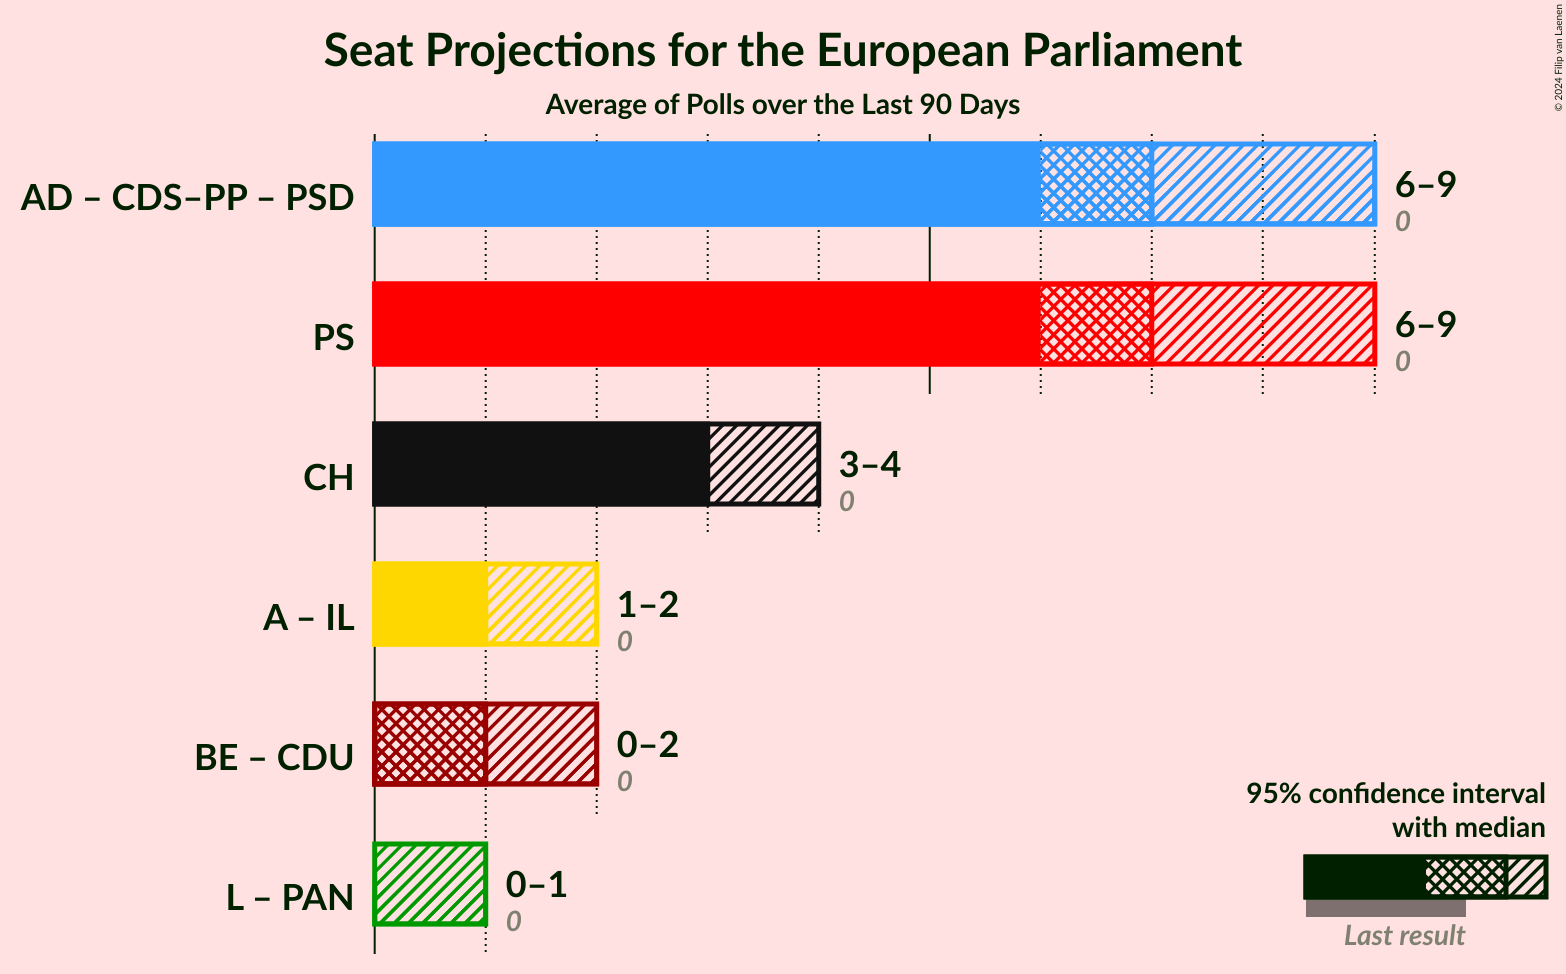 Seat Projections for the European Parliament
Average of Polls over the Last 90 Days
© 2024 Filip van Laenen
AD – CDS–PP – PSD
6–9
0
PS
6–9
0
CH
3–4
0
A – IL
1–2
0
BE – CDU
0–2
0
L – PAN
0–1
0
95% confidence interval
with median
Last result